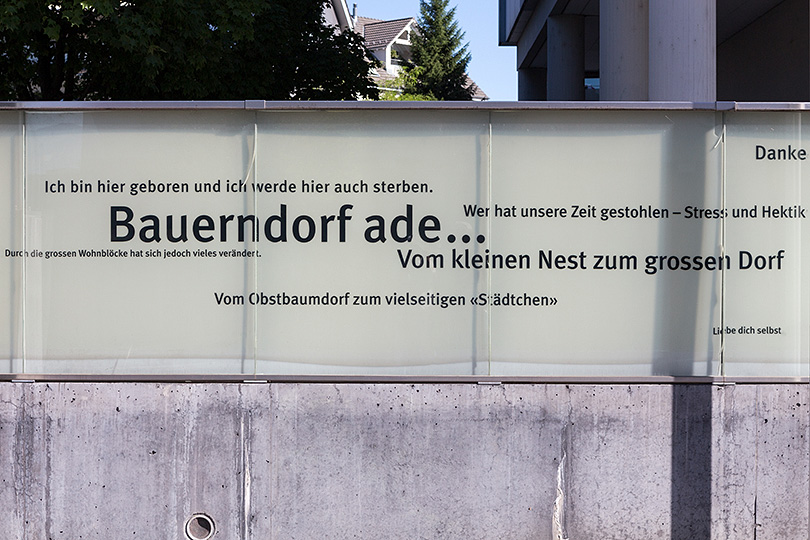 Danke
Ich bin hier geboren und ich werde hier auch sterben.
Wer hat unsere Zeit gestohlen – Stress und Hektik
Bauerndorf ade...
Durch die grossen Wohnblöcke hat sich jedoch vieles verändert.
Vom kleinen Nest zum grossen Dorf
Vom Obstbaumdorf zum vielseitigen «Städtchen»
Liebe dich selbst